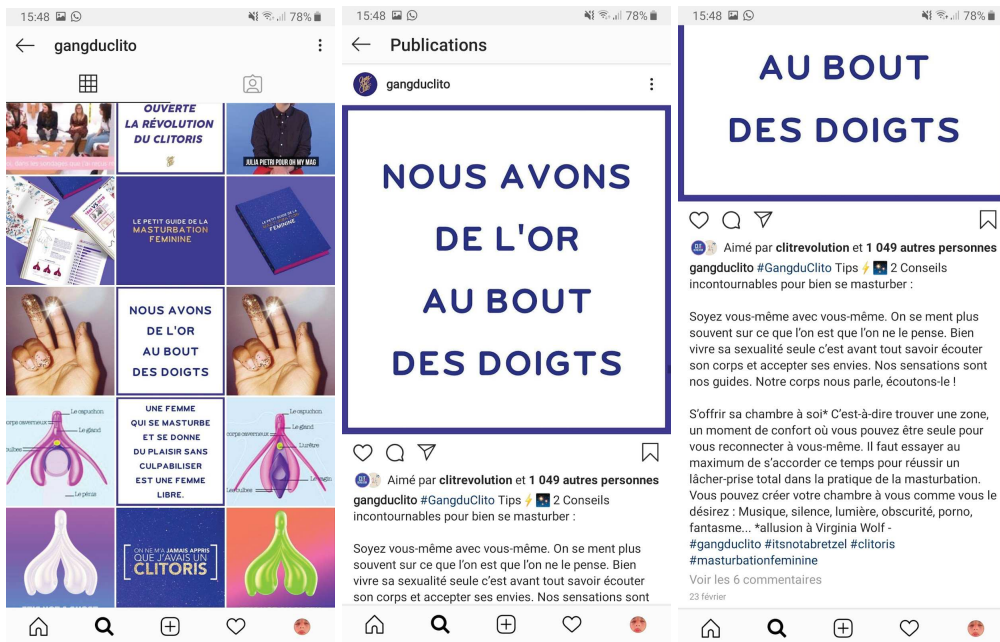 15:48
78%
gangduclito
OUVERTE
LA RÉVOLUTION
DU CLITORIS
JULIA PIETRI POUR OH MY MAG
LE PETIT GUIDE DE LA
MASTURBATION
FEMININE
LE PETIT GUIDE DE LA
MASTURBATION
FEMININE
NOUS AVONS
DE L'OR
AU BOUT
DES DOIGTS
Le capuchon
Le gland
corps caverneux
bulbes
Le pénis
UNE FEMME
QUI SE MASTURBE
ET SE DONNE
DU PLAISIR SANS
CULPABILISER
EST UNE FEMME
LIBRE.
Le capuchon
Le gland
corps caverneux
L'urètre
Le vagin
Les bulbes
ON NE M'A JAMAIS APPRIS
QUE J'AVAIS UN
CLITORIS
15:48
78%
Publications
gangduclito
NOUS AVONS
DE L'OR
AU BOUT
DES DOIGTS
Aimé par clitrevolution et 1 049 autres personnes
gangduclito #GangduClito Tips⚡🌌 2 Conseils
incontournables pour bien se masturber :
Soyez vous-même avec vous-même. On se ment plus
souvent sur ce que l'on est que l'on ne le pense. Bien
vivre sa sexualité seule c'est avant tout savoir écouter
son corps et accepter ses envies. Nos sensations sont
15:48
78%
AU BOUT
DES DOIGTS
Aimé par clitrevolution et 1 049 autres personnes
gangduclito #GangduClito Tips⚡🌌 2 Conseils
incontournables pour bien se masturber :
Soyez vous-même avec vous-même. On se ment plus
souvent sur ce que l'on est que l'on ne le pense. Bien
vivre sa sexualité seule c'est avant tout savoir écouter
son corps et accepter ses envies. Nos sensations sont
nos guides. Notre corps nous parle, écoutons-le !
S'offrir sa chambre à soi* C'est-à-dire trouver une zone,
un moment de confort où vous pouvez être seule pour
vous reconnecter à vous-même. Il faut essayer au
maximum de s'accorder ce temps pour réussir un
lâcher-prise total dans la pratique de la masturbation.
Vous pouvez créer votre chambre à vous comme vous le
désirez : Musique, silence, lumière, obscurité, porno,
fantasme... *allusion à Virginia Wolf -
#gangduclito #itsnotabretzel #clitoris
#masturbationfeminine
Voir les 6 commentaires
23 février